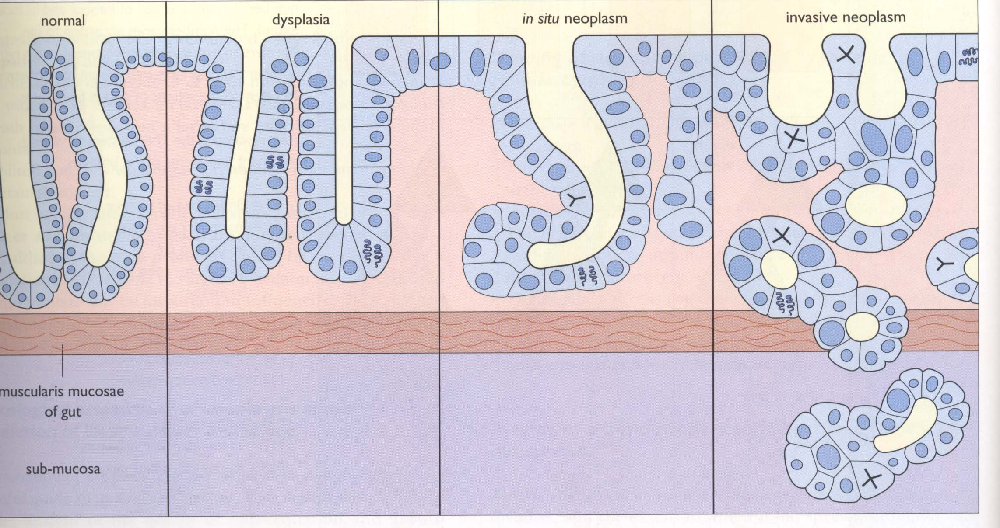 normal
dysplasia
in situ neoplasm
invasive neoplasm
muscularis mucosae
of gut
sub-mucosa